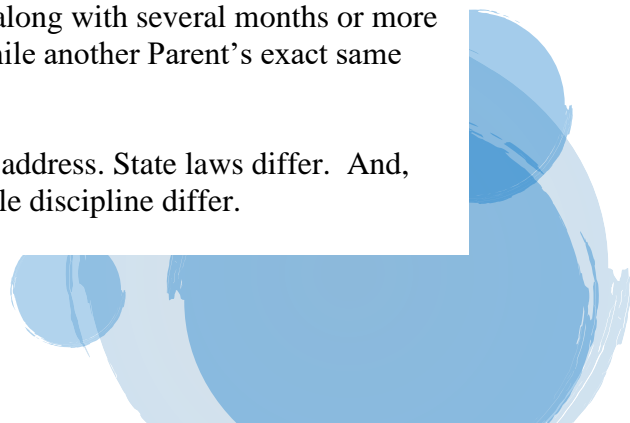 along with several months or more
hile another Parent’s exact same
address. State laws differ.  And,
le discipline differ.